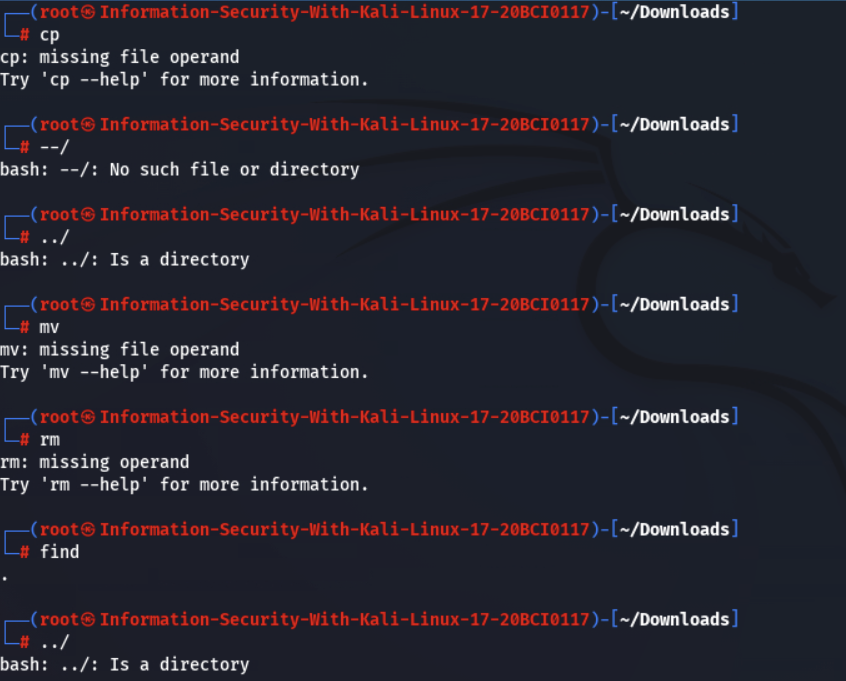 ┌──(root㉿Information-Security-With-Kali-Linux-17-20BCI0117)-[~/Downloads]
└─# cp
cp: missing file operand
Try 'cp --help' for more information.
┌──(root㉿Information-Security-With-Kali-Linux-17-20BCI0117)-[~/Downloads]
└─# --/
bash: --/: No such file or directory
┌──(root㉿Information-Security-With-Kali-Linux-17-20BCI0117)-[~/Downloads]
└─# ../
bash: ../: Is a directory
┌──(root㉿Information-Security-With-Kali-Linux-17-20BCI0117)-[~/Downloads]
└─# mv
mv: missing file operand
Try 'mv --help' for more information.
┌──(root㉿Information-Security-With-Kali-Linux-17-20BCI0117)-[~/Downloads]
└─# rm
rm: missing operand
Try 'rm --help' for more information.
┌──(root㉿Information-Security-With-Kali-Linux-17-20BCI0117)-[~/Downloads]
└─# find
.
┌──(root㉿Information-Security-With-Kali-Linux-17-20BCI0117)-[~/Downloads]
└─# ../
bash: ../: Is a directory